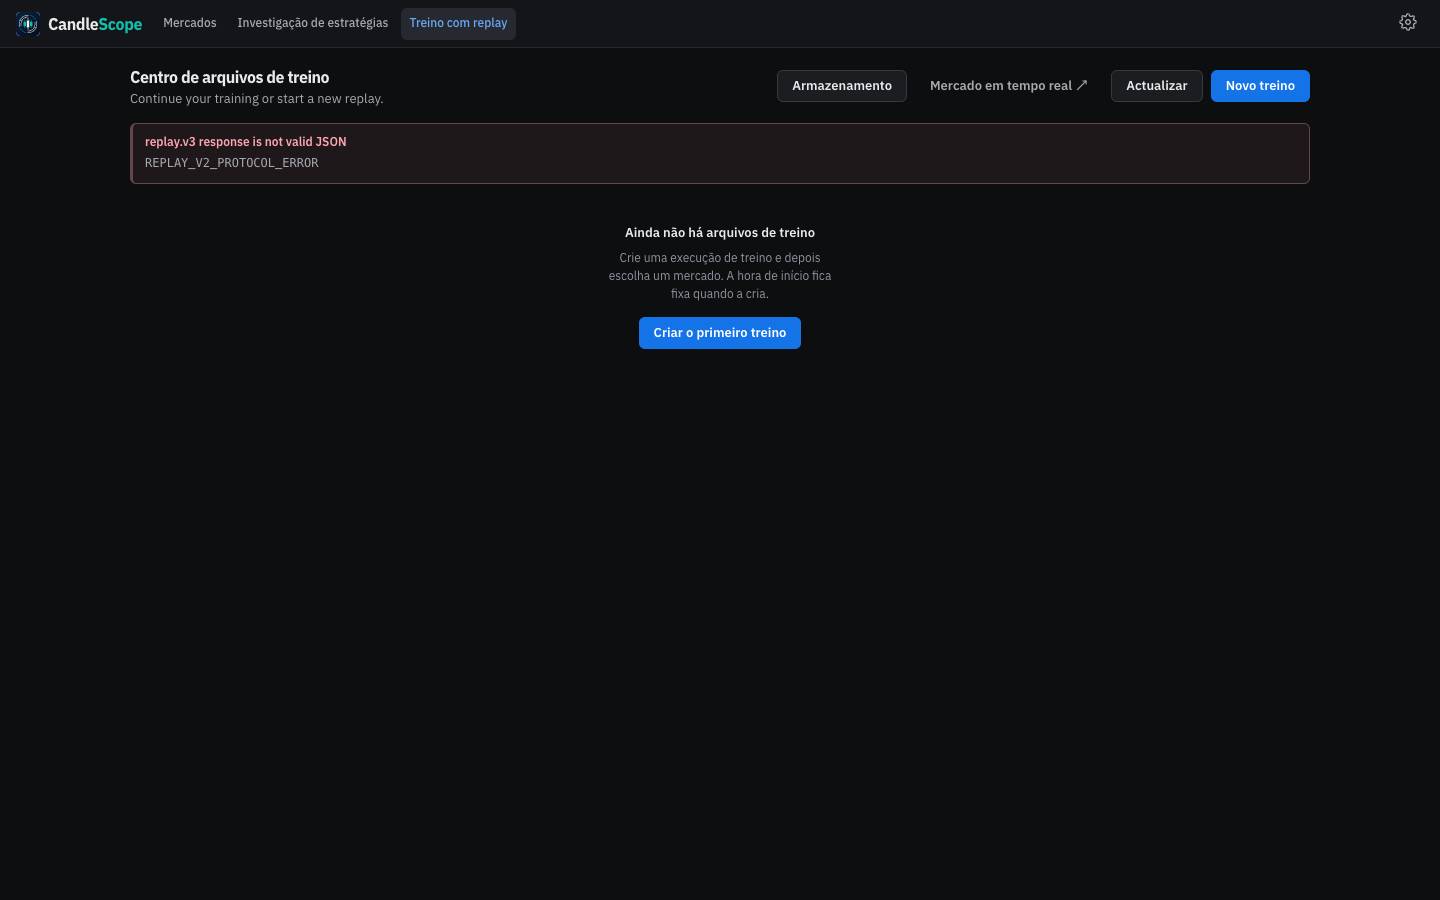 CandleScope Mercados Investigação de estratégias Treino com replay
Centro de arquivos de treino
Continue your training or start a new replay.
Armazenamento Mercado em tempo real ↗ Actualizar Novo treino
replay.v3 response is not valid JSON
REPLAY_V2_PROTOCOL_ERROR
Ainda não há arquivos de treino
Crie uma execução de treino e depois
escolha um mercado. A hora de início fica
fixa quando a cria.
Criar o primeiro treino